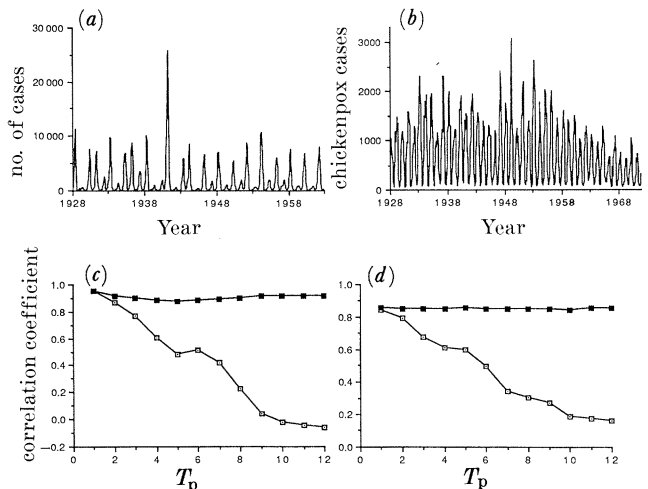 (a)
no. of cases
30 000
20 000
10 000
0
1928 1938 1948 1958
Year
(b)
chickenpox cases
3000
2000
1000
0
1928 1938 1948 1958 1968
Year
(c)
correlation coefficient
1.0
0.8
0.6
0.4
0.2
0.0
−0.2
0 2 4 6 8 10 12
Tp
(d)
1.0
0.8
0.6
0.4
0.2
0.0
0 2 4 6 8 10 12
Tp